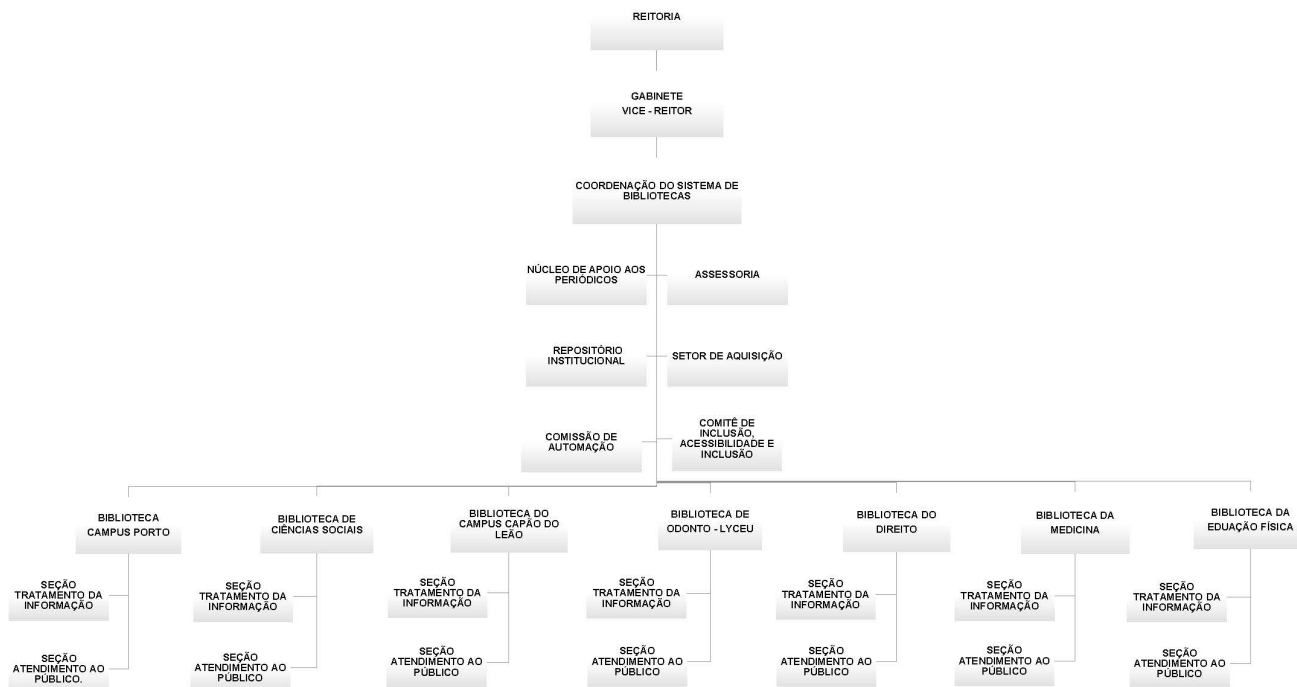 REITORIA
GABINETE
VICE - REITOR
COORDENAÇÃO DO SISTEMA DE
BIBLIOTECAS
NÚCLEO DE APOIO AOS
PERIÓDICOS
ASSESSORIA
REPOSITÓRIO
INSTITUCIONAL
SETOR DE AQUISIÇÃO
COMISSÃO DE
AUTOMAÇÃO
COMITÊ DE
INCLUSÃO,
ACESSIBILIDADE E
INCLUSÃO
BIBLIOTECA
CAMPUS PORTO
BIBLIOTECA DE
CIÊNCIAS SOCIAIS
BIBLIOTECA DO
CAMPUS CAPÃO DO
LEÃO
BIBLIOTECA DE
ODONTO - LYCEU
BIBLIOTECA DO
DIREITO
BIBLIOTECA DA
MEDICINA
BIBLIOTECA DA
EDUAÇÃO FÍSICA
SEÇÃO
TRATAMENTO DA
INFORMAÇÃO
SEÇÃO
TRATAMENTO DA
INFORMAÇÃO
SEÇÃO
TRATAMENTO DA
INFORMAÇÃO
SEÇÃO
TRATAMENTO DA
INFORMAÇÃO
SEÇÃO
TRATAMENTO DA
INFORMAÇÃO
SEÇÃO
TRATAMENTO DA
INFORMAÇÃO
SEÇÃO
TRATAMENTO DA
INFORMAÇÃO
SEÇÃO
ATENDIMENTO AO
PÚBLICO.
SEÇÃO
ATENDIMENTO AO
PÚBLICO
SEÇÃO
ATENDIMENTO AO
PÚBLICO
SEÇÃO
ATENDIMENTO AO
PÚBLICO
SEÇÃO
ATENDIMENTO AO
PÚBLICO
SEÇÃO
ATENDIMENTO AO
PÚBLICO
SEÇÃO
ATENDIMENTO AO
PÚBLICO